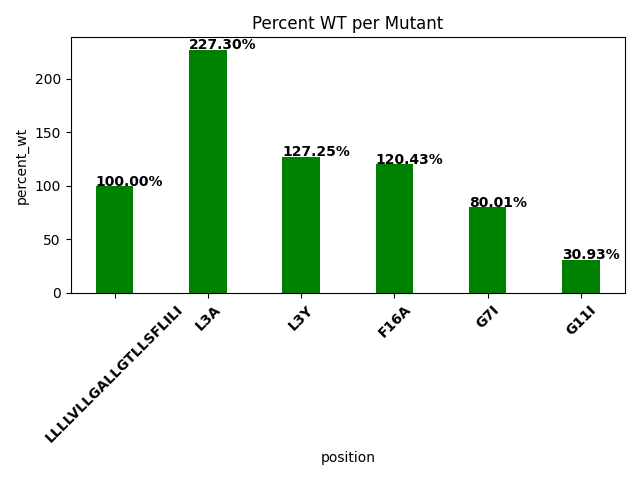 Percent WT per Mutant
percent_wt
200
150
100
50
0
100.00%
227.30%
127.25%
120.43%
80.01%
30.93%
LLLLVLLGALLGTLLSFLILI
L3A
L3Y
F16A
G7I
G11I
position